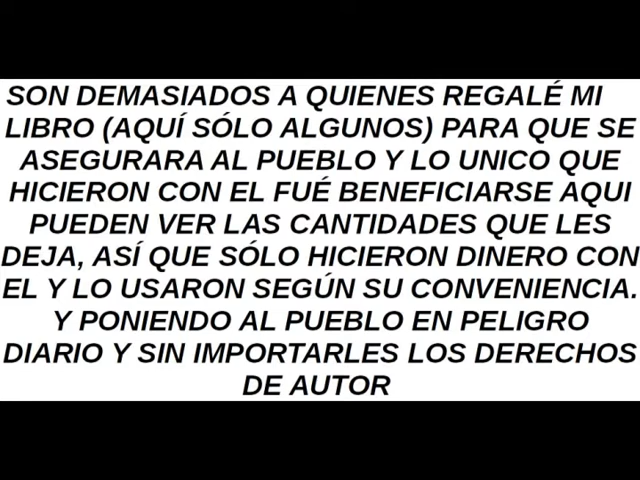 SON DEMASIADOS A QUIENES REGALÉ MI
LIBRO (AQUÍ SÓLO ALGUNOS) PARA QUE SE
ASEGURARA AL PUEBLO Y LO UNICO QUE
HICIERON CON EL FUÉ BENEFICIARSE AQUI
PUEDEN VER LAS CANTIDADES QUE LES
DEJA, ASÍ QUE SÓLO HICIERON DINERO CON
EL Y LO USARON SEGÚN SU CONVENIENCIA.
Y PONIENDO AL PUEBLO EN PELIGRO
DIARIO Y SIN IMPORTARLES LOS DERECHOS
DE AUTOR